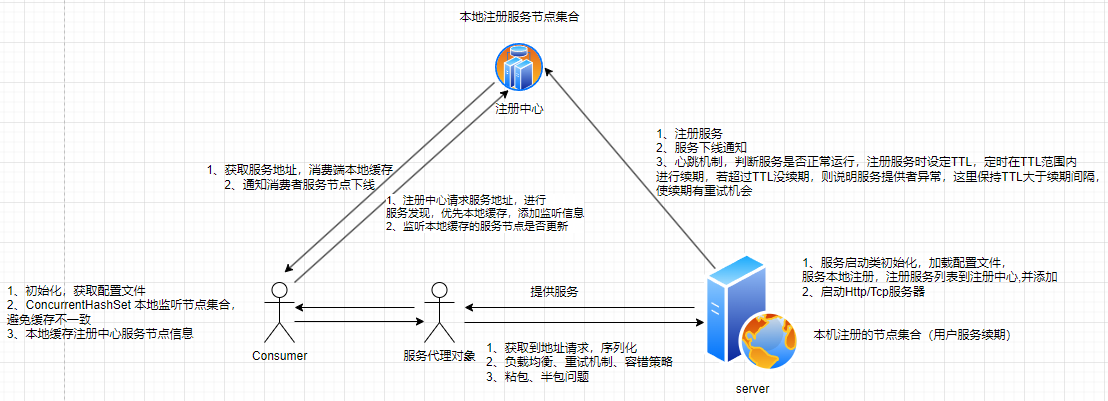 本地注册服务节点集合
注册中心
1、注册服务
2、服务下线通知
3、心跳机制，判断服务是否正常运行，注册服务时设定TTL，定时在TTL范围内
进行续期，若超过TTL没续期，则说明服务提供者异常，这里保持TTL大于续期间隔，
使续期有重试机会
1、获取服务地址，消费端本地缓存
2、通知消费者服务节点下线
1、注册中心请求服务地址，进行
服务发现，优先本地缓存，添加监听信息
2、监听本地缓存的服务节点是否更新
1、服务启动类初始化，加载配置文件，
服务本地注册，注册服务列表到注册中心,并添加
2、启动Http/Tcp服务器
1、初始化，获取配置文件
2、ConcurrentHashSet 本地监听节点集合，
避免缓存不一致
3、本地缓存注册中心服务节点信息
提供服务
本机注册的节点集合（用户服务续期）
Consumer
服务代理对象
1、获取到地址请求，序列化
2、负载均衡、重试机制、容错策略
3、粘包、半包问题
server